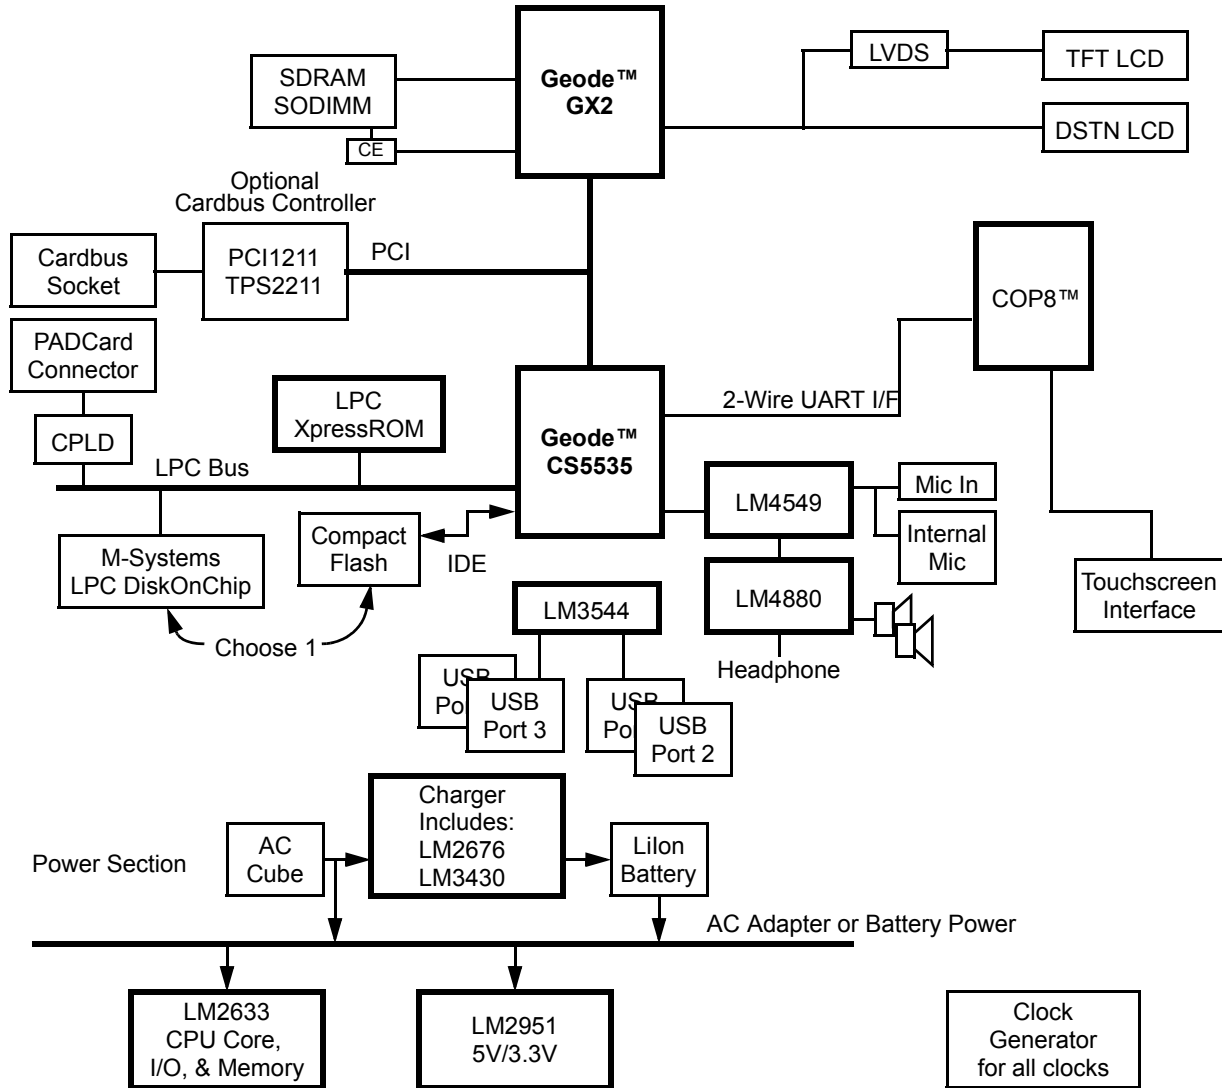 SDRAM
SODIMM
CE
Geode™
GX2
LVDS
TFT LCD
DSTN LCD
Optional
Cardbus Controller
Cardbus
Socket
PCI1211
TPS2211
PCI
COP8™
PADCard
Connector
CPLD
LPC
XpressROM
LPC Bus
Geode™
CS5535
2-Wire UART I/F
M-Systems
LPC DiskOnChip
Compact
Flash
IDE
Choose 1
LM4549
Mic In
Internal
Mic
LM4880
Headphone
Touchscreen
Interface
LM3544
USB
USB
Port 3
USB
USB
Port 2
Power Section
AC
Cube
Charger
Includes:
LM2676
LM3430
LiIon
Battery
AC Adapter or Battery Power
LM2633
CPU Core,
I/O, & Memory
LM2951
5V/3.3V
Clock
Generator
for all clocks